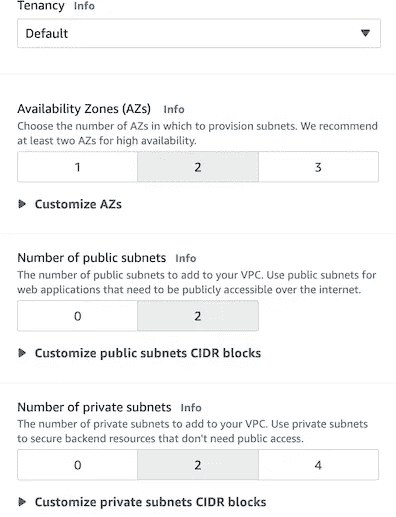 Tenancy Info
Default
Availability Zones (AZs) Info
Choose the number of AZs in which to provision subnets. We recommend
at least two AZs for high availability.
1 2 3
Customize AZs
Number of public subnets Info
The number of public subnets to add to your VPC. Use public subnets for
web applications that need to be publicly accessible over the internet.
0 2
Customize public subnets CIDR blocks
Number of private subnets Info
The number of private subnets to add to your VPC. Use private subnets
to secure backend resources that don't need public access.
0 2 4
Customize private subnets CIDR blocks